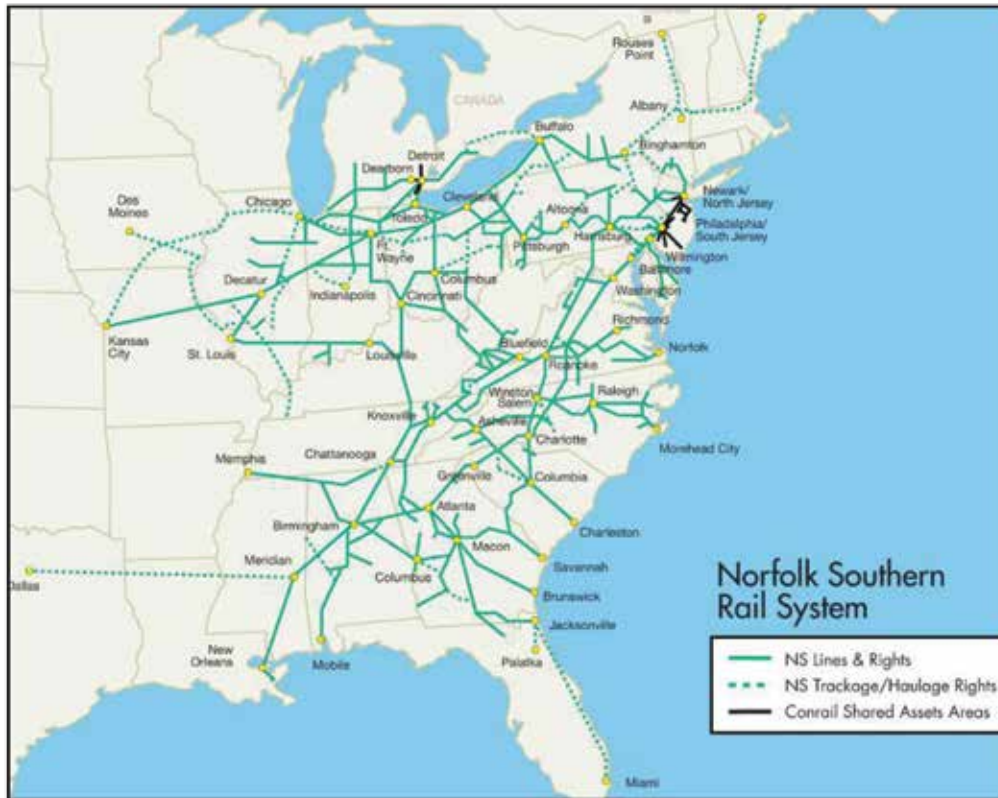 Rouses
Point
Albany
CANADA
Buffalo
Binghamton
Detroit
Dearborn
Newark/
North Jersey
Des
Moines
Chicago
Cleveland
Toledo
Altoona
Harrisburg
Philadelphia/
South Jersey
Pittsburgh
Ft.
Wayne
Wilmington
Baltimore
Columbus
Decatur
Indianapolis
Cincinnati
Washington
Richmond
Kansas
City
St. Louis
Louisville
Bluefield
Roanoke
Norfolk
Winston
Salem
Raleigh
Knoxville
Asheville
Charlotte
Morehead City
Chattanooga
Memphis
Greenville
Columbia
Atlanta
Birmingham
Charleston
Macon
Meridian
Savannah
Dallas
Columbus
Brunswick
Jacksonville
New
Orleans
Mobile
Palatka
Miami
Norfolk Southern
Rail System
NS Lines & Rights
NS Trackage/Haulage Rights
Conrail Shared Assets Areas